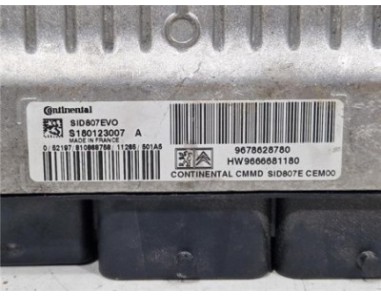 Continental
SID807EVO
S180123007 A
MADE IN FRANCE
9678628780
HW9666681180
CONTINENTAL CMMD SID807E CEM00